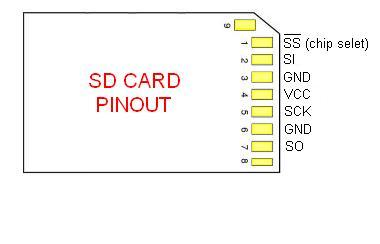 9
1 S̅S̅ (chip selet)
2 SI
3 GND
4 VCC
5 SCK
6 GND
7 SO
8
SD CARD
PINOUT